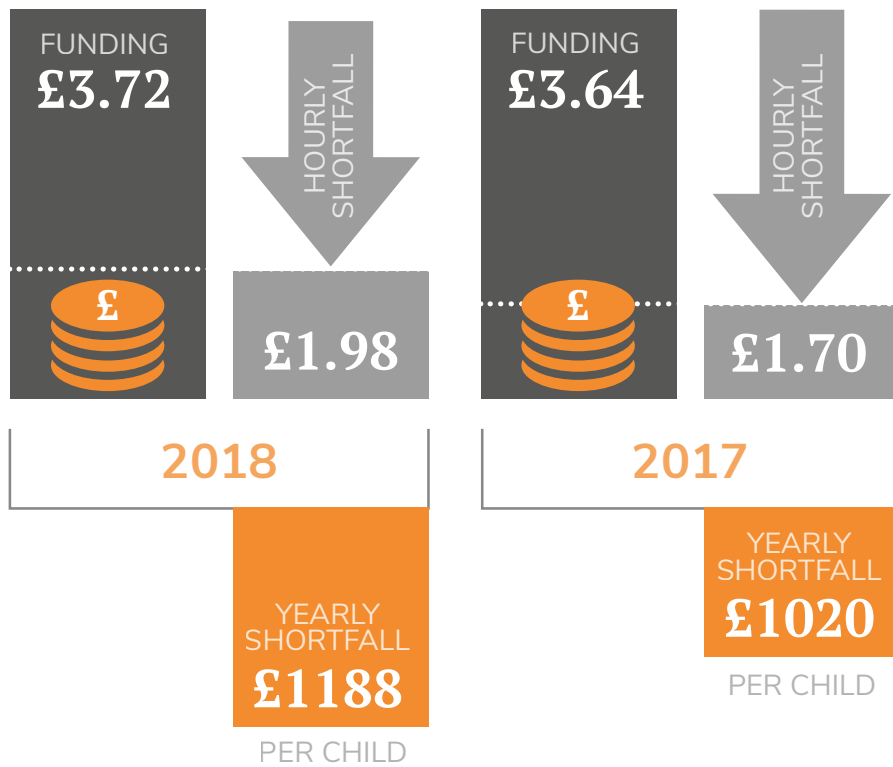 FUNDING
£3.72
HOURLY
SHORTFALL
£
£1.98
2018
YEARLY
SHORTFALL
£1188
PER CHILD
FUNDING
£3.64
HOURLY
SHORTFALL
£
£1.70
2017
YEARLY
SHORTFALL
£1020
PER CHILD